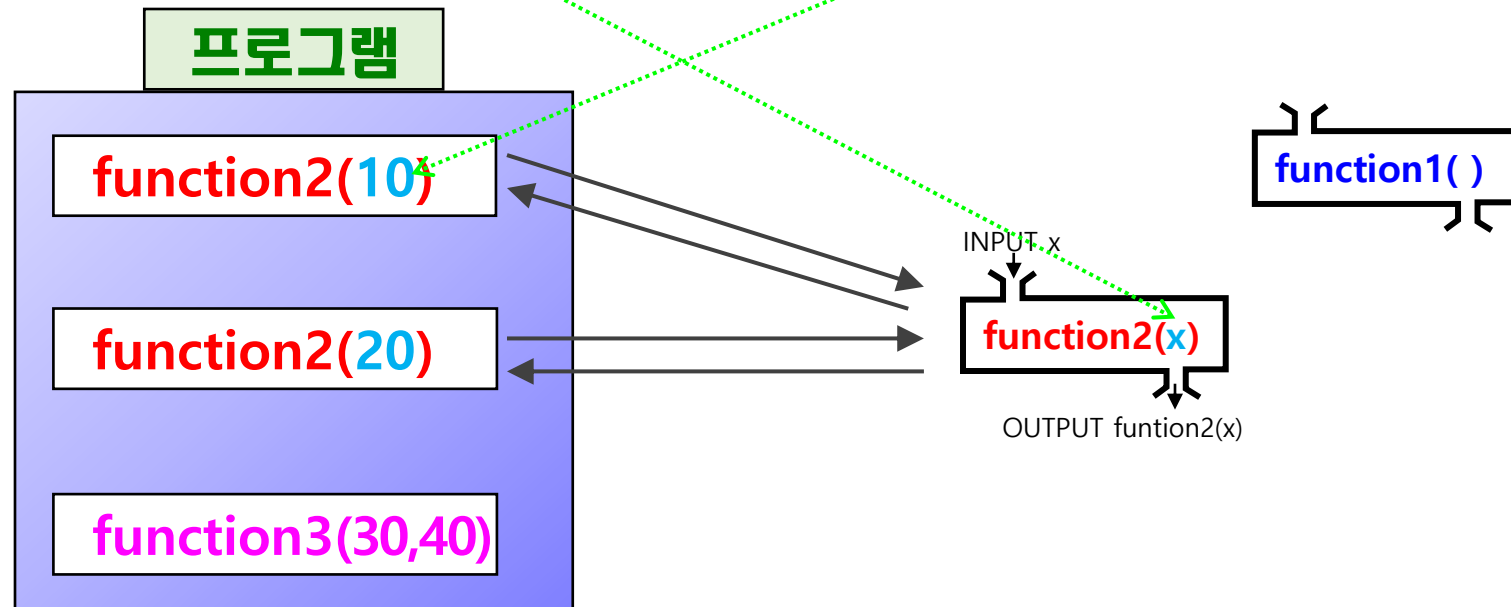 프로그램
function2(10)
function1( )
INPUT x
function2(x)
function2(20)
OUTPUT funtion2(x)
function3(30,40)